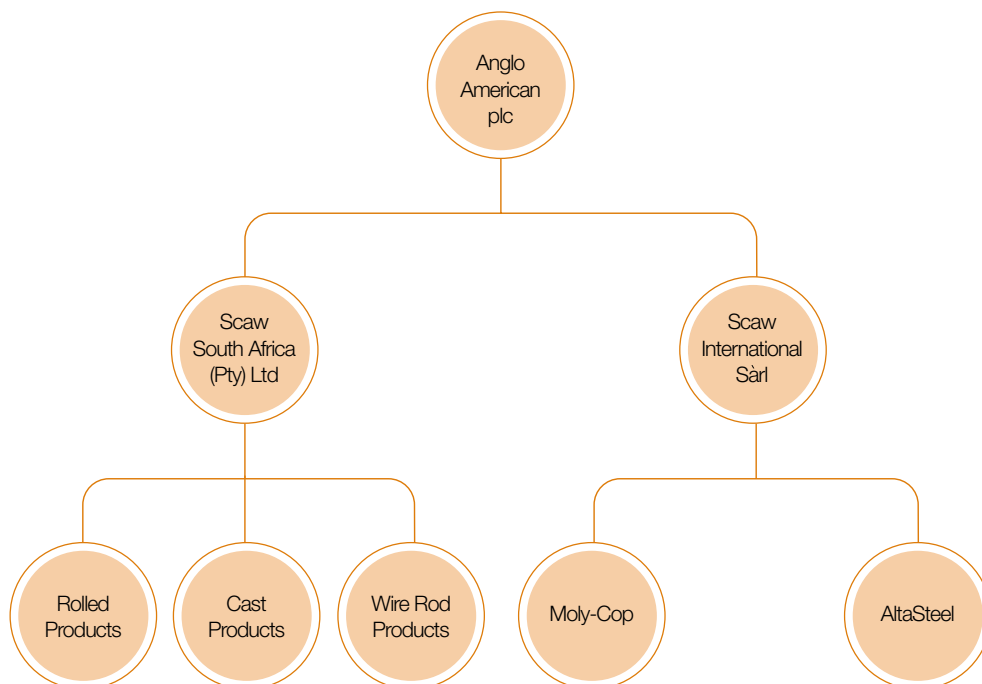 Anglo
American
plc
Scaw
South Africa
(Pty) Ltd
Scaw
International
Sàrl
Rolled
Products
Cast
Products
Wire Rod
Products
Moly-Cop
AltaSteel